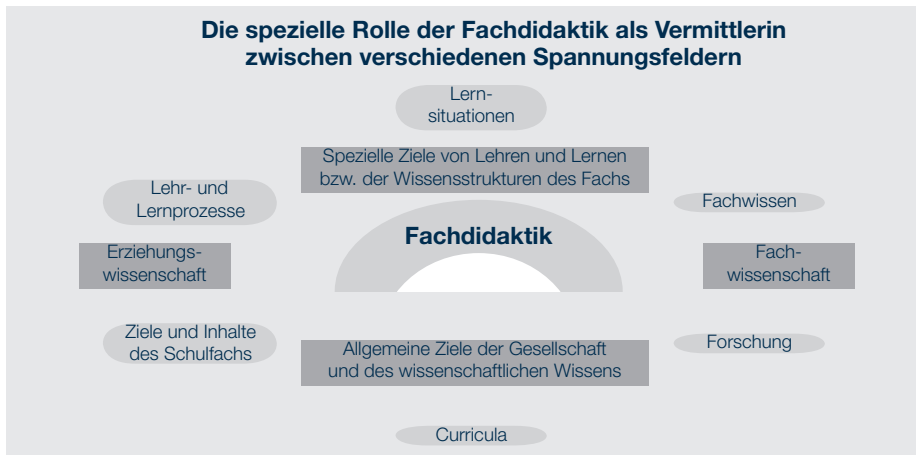 Die spezielle Rolle der Fachdidaktik als Vermittlerin
zwischen verschiedenen Spannungsfeldern
Lern-
situationen
Spezielle Ziele von Lehren und Lernen
bzw. der Wissensstrukturen des Fachs
Lehr- und
Lernprozesse
Fachwissen
Fachdidaktik
Erziehungs-
wissenschaft
Fach-
wissenschaft
Ziele und Inhalte
des Schulfachs
Forschung
Allgemeine Ziele der Gesellschaft
und des wissenschaftlichen Wissens
Curricula